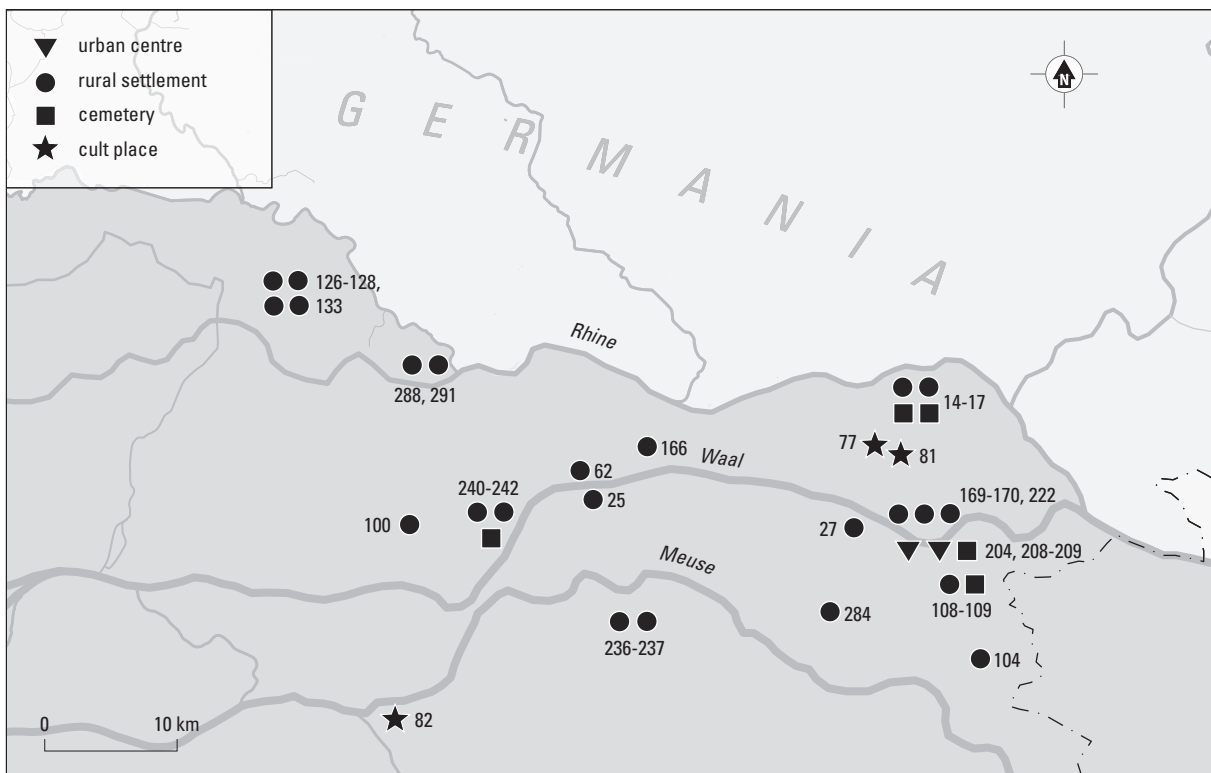 urban centre
rural settlement
cemetery
cult place
N
GERMANIA
126-128,
133
Rhine
288, 291
14-17
77
81
166
Waal
62
25
240-242
100
169-170, 222
27
204, 208-209
Meuse
108-109
284
236-237
104
82
0 10 km